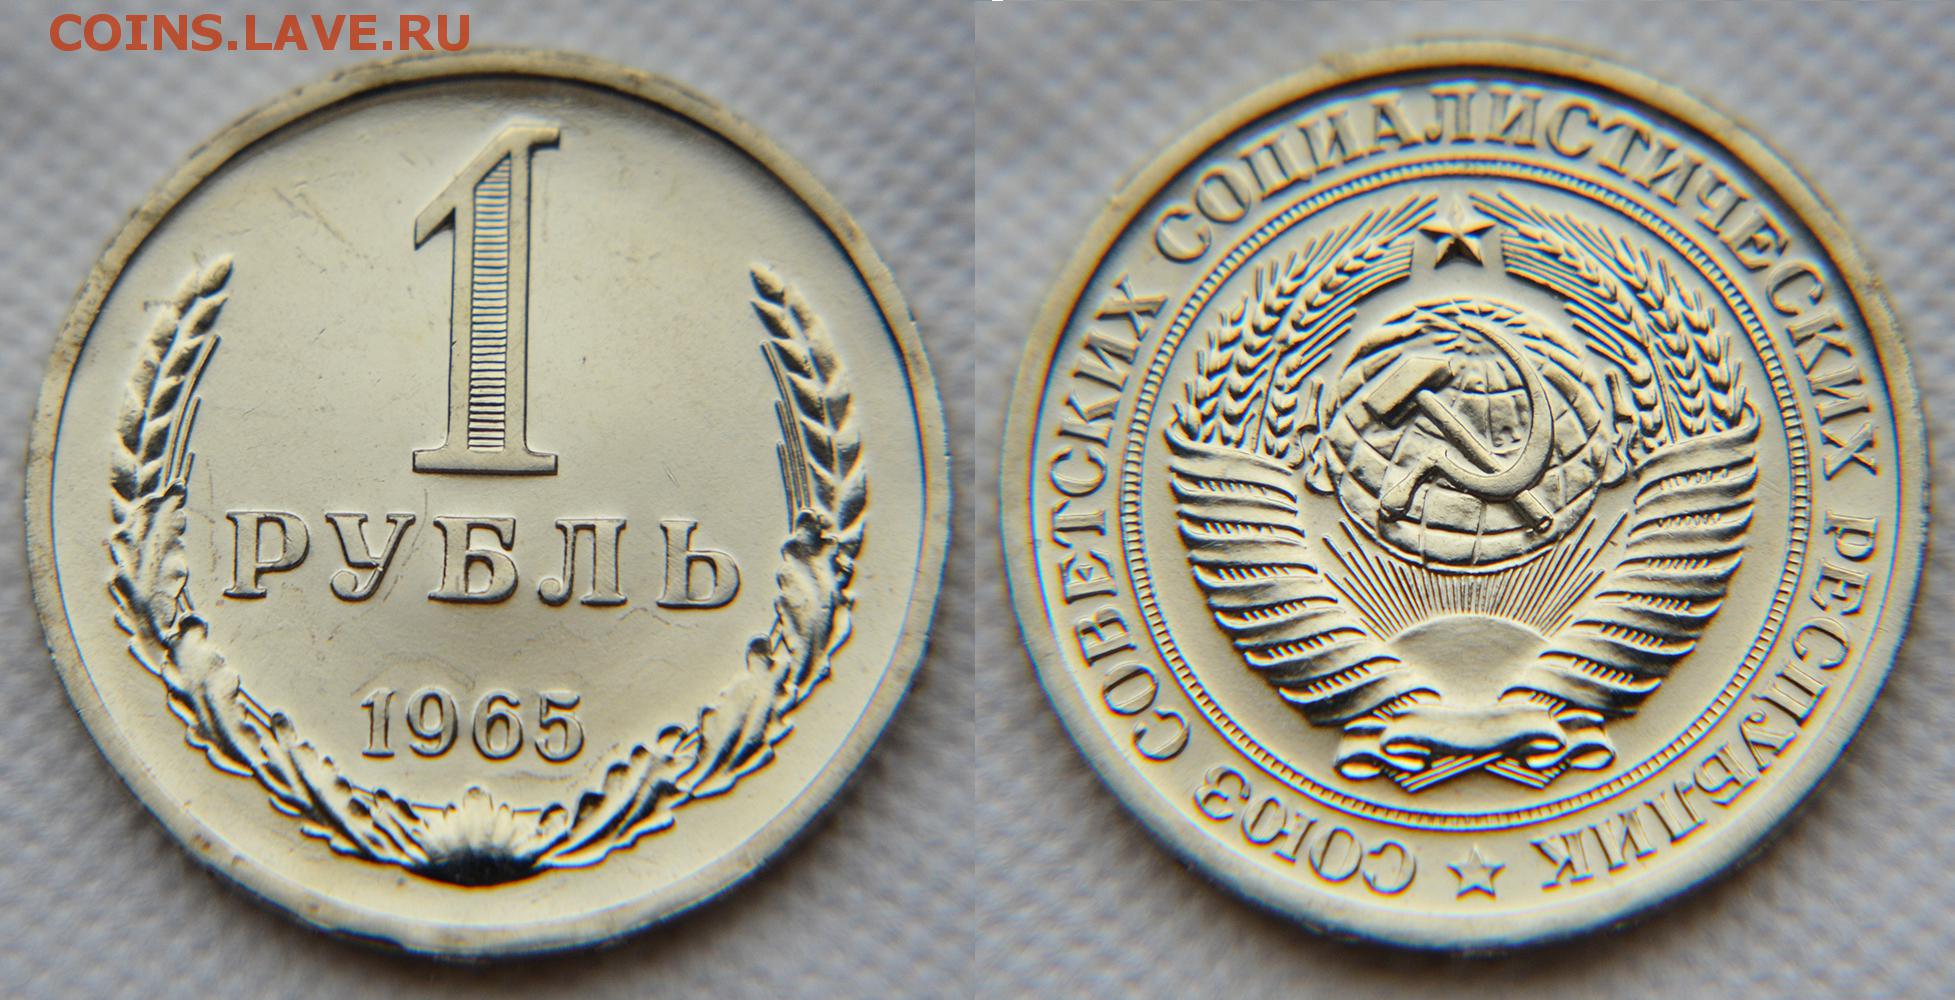 COINS.LAVE.RU
1
РУБЛЬ
1965
СОЮЗ СОВЕТСКИХ СОЦИАЛИСТИЧЕСКИХ РЕСПУБЛИК